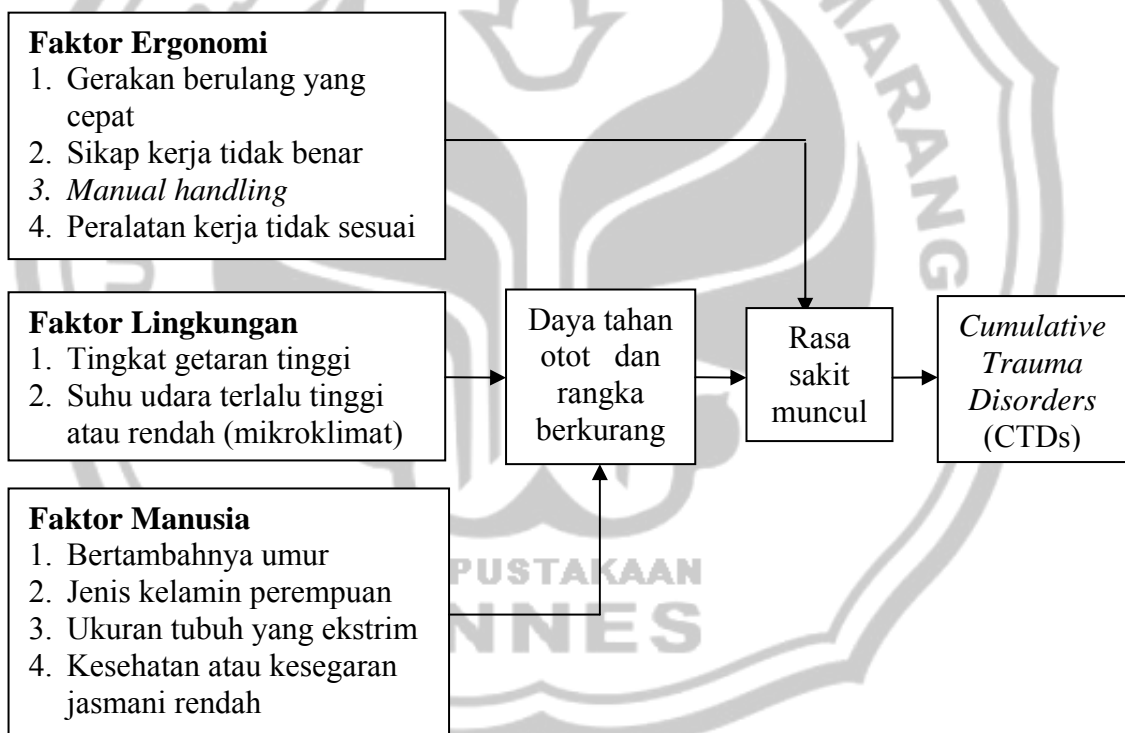 Faktor Ergonomi
1. Gerakan berulang yang
cepat
2. Sikap kerja tidak benar
3. Manual handling
4. Peralatan kerja tidak sesuai
Faktor Lingkungan
1. Tingkat getaran tinggi
2. Suhu udara terlalu tinggi
atau rendah (mikroklimat)
Faktor Manusia
1. Bertambahnya umur
2. Jenis kelamin perempuan
3. Ukuran tubuh yang ekstrim
4. Kesehatan atau kesegaran
jasmani rendah
Daya tahan
otot dan
rangka
berkurang
Rasa
sakit
muncul
Cumulative
Trauma
Disorders
(CTDs)
MARANG
PUSTAKAAN
NNES